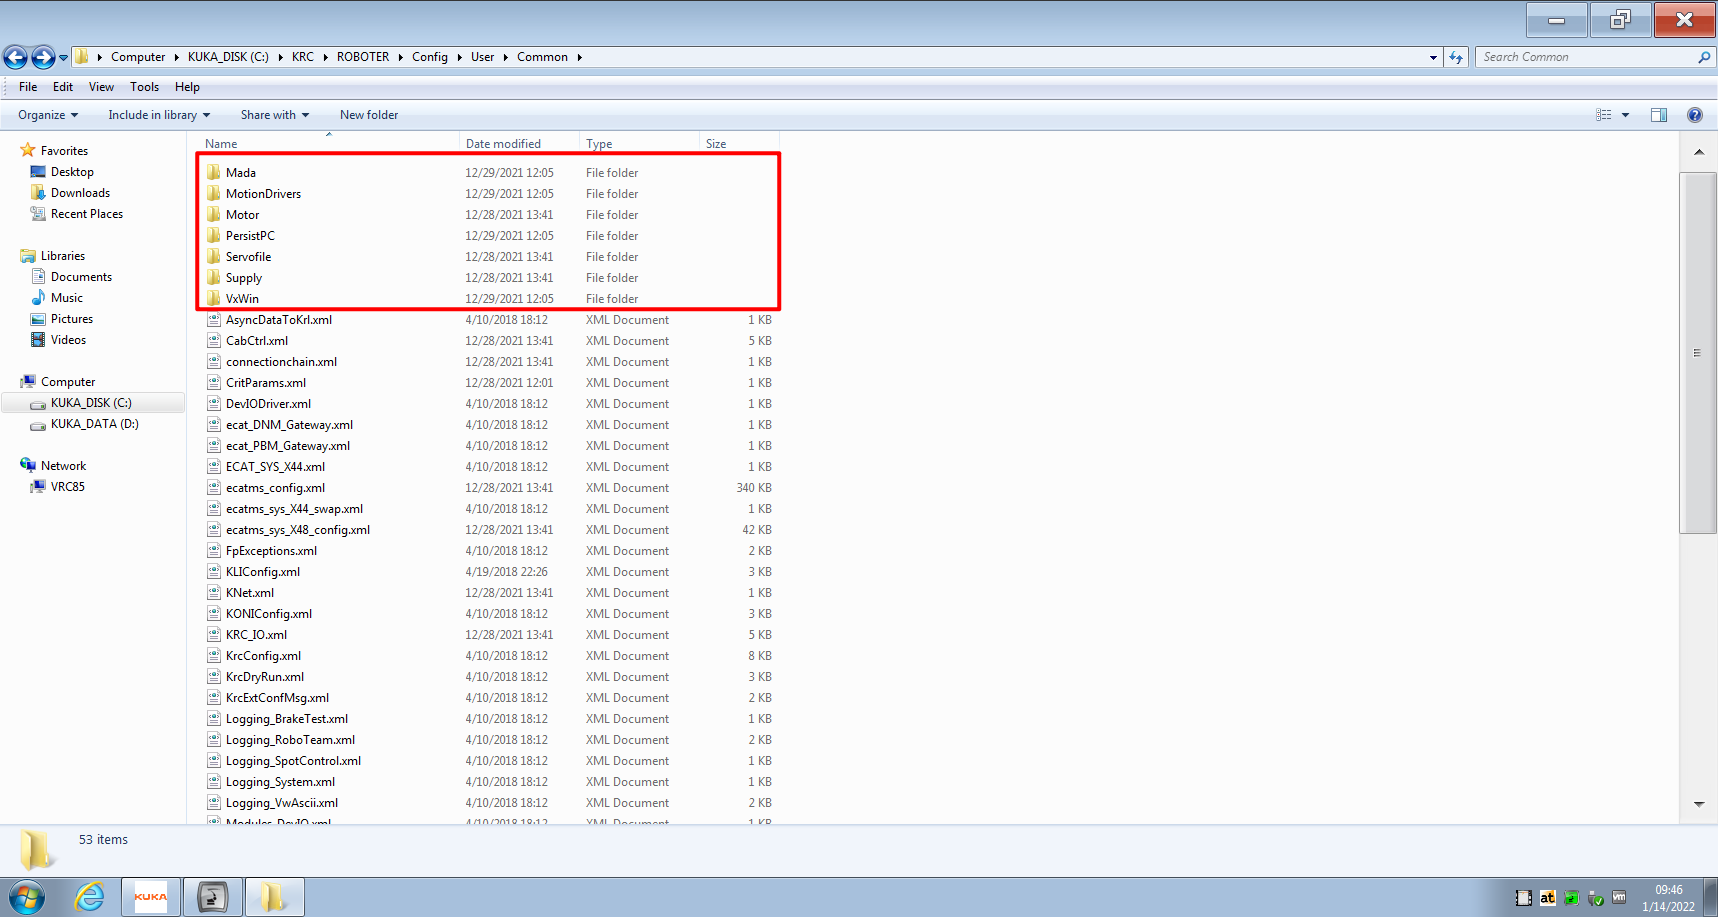 Computer KUKA_DISK (C:) KRC ROBOTER Config User Common
Search Common
File Edit View Tools Help
Organize Include in library Share with New folder
Name Date modified Type Size
Favorites
Desktop
Downloads
Recent Places
Libraries
Documents
Music
Pictures
Videos
Computer
KUKA_DISK (C:)
KUKA_DATA (D:)
Network
VRC85
Mada 12/29/2021 12:05 File folder
MotionDrivers 12/29/2021 12:05 File folder
Motor 12/28/2021 13:41 File folder
PersistPC 12/29/2021 12:05 File folder
Servofile 12/28/2021 13:41 File folder
Supply 12/28/2021 13:41 File folder
VxWin 12/29/2021 12:05 File folder
AsyncDataToKrl.xml 4/10/2018 18:12 XML Document 1 KB
CabCtrl.xml 12/28/2021 13:41 XML Document 5 KB
connectionchain.xml 12/28/2021 13:41 XML Document 1 KB
CritParams.xml 12/28/2021 12:01 XML Document 1 KB
DevIODriver.xml 4/10/2018 18:12 XML Document 1 KB
ecat_DNM_Gateway.xml 4/10/2018 18:12 XML Document 1 KB
ecat_PBM_Gateway.xml 4/10/2018 18:12 XML Document 1 KB
ECAT_SYS_X44.xml 4/10/2018 18:12 XML Document 1 KB
ecatms_config.xml 12/28/2021 13:41 XML Document 340 KB
ecatms_sys_X44_swap.xml 4/10/2018 18:12 XML Document 1 KB
ecatms_sys_X48_config.xml 12/28/2021 13:41 XML Document 42 KB
FpExceptions.xml 4/10/2018 18:12 XML Document 2 KB
KLIConfig.xml 4/19/2018 22:26 XML Document 3 KB
KNet.xml 12/28/2021 13:41 XML Document 1 KB
KONIConfig.xml 4/10/2018 18:12 XML Document 3 KB
KRC_IO.xml 12/28/2021 13:41 XML Document 5 KB
KrcConfig.xml 4/10/2018 18:12 XML Document 8 KB
KrcDryRun.xml 4/10/2018 18:12 XML Document 3 KB
KrcExtConfMsg.xml 4/10/2018 18:12 XML Document 2 KB
Logging_BrakeTest.xml 4/10/2018 18:12 XML Document 1 KB
Logging_RoboTeam.xml 4/10/2018 18:12 XML Document 2 KB
Logging_SpotControl.xml 4/10/2018 18:12 XML Document 1 KB
Logging_System.xml 4/10/2018 18:12 XML Document 1 KB
Logging_VwAscii.xml 4/10/2018 18:12 XML Document 2 KB
Modules_DevIO.xml 4/10/2018 18:12 XML Document 1 KB
53 items
KUKA
at
vm
09:46
1/14/2022